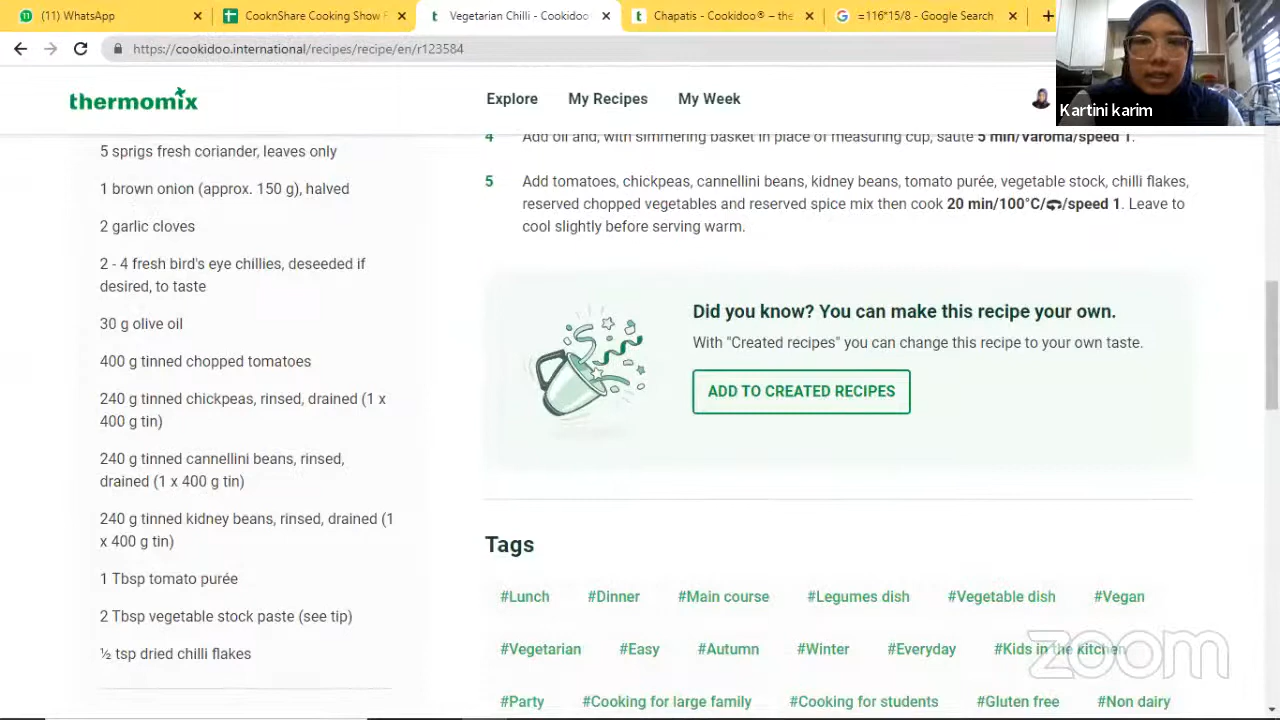 (11) WhatsApp
CooknShare Cooking Show F
Vegetarian Chilli - Cookidoo
Chapatis - Cookidoo® – the
=116*15/8 - Google Search
https://cookidoo.international/recipes/recipe/en/r123584
thermomix
Explore
My Recipes
My Week
Kartini karim
5 sprigs fresh coriander, leaves only
1 brown onion (approx. 150 g), halved
2 garlic cloves
2 - 4 fresh bird's eye chillies, deseeded if
desired, to taste
30 g olive oil
400 g tinned chopped tomatoes
240 g tinned chickpeas, rinsed, drained (1 x
400 g tin)
240 g tinned cannellini beans, rinsed,
drained (1 x 400 g tin)
240 g tinned kidney beans, rinsed, drained (1
x 400 g tin)
1 Tbsp tomato purée
2 Tbsp vegetable stock paste (see tip)
½ tsp dried chilli flakes
4 Add oil and, with simmering basket in place of measuring cup, sauté 5 min/Varoma/speed 1.
5 Add tomatoes, chickpeas, cannellini beans, kidney beans, tomato purée, vegetable stock, chilli flakes,
reserved chopped vegetables and reserved spice mix then cook 20 min/100°C/ /speed 1. Leave to
cool slightly before serving warm.
Did you know? You can make this recipe your own.
With "Created recipes" you can change this recipe to your own taste.
ADD TO CREATED RECIPES
Tags
#Lunch #Dinner #Main course #Legumes dish #Vegetable dish #Vegan
#Vegetarian #Easy #Autumn #Winter #Everyday #Kids in the kitchen
#Party #Cooking for large family #Cooking for students #Gluten free #Non dairy
zoom